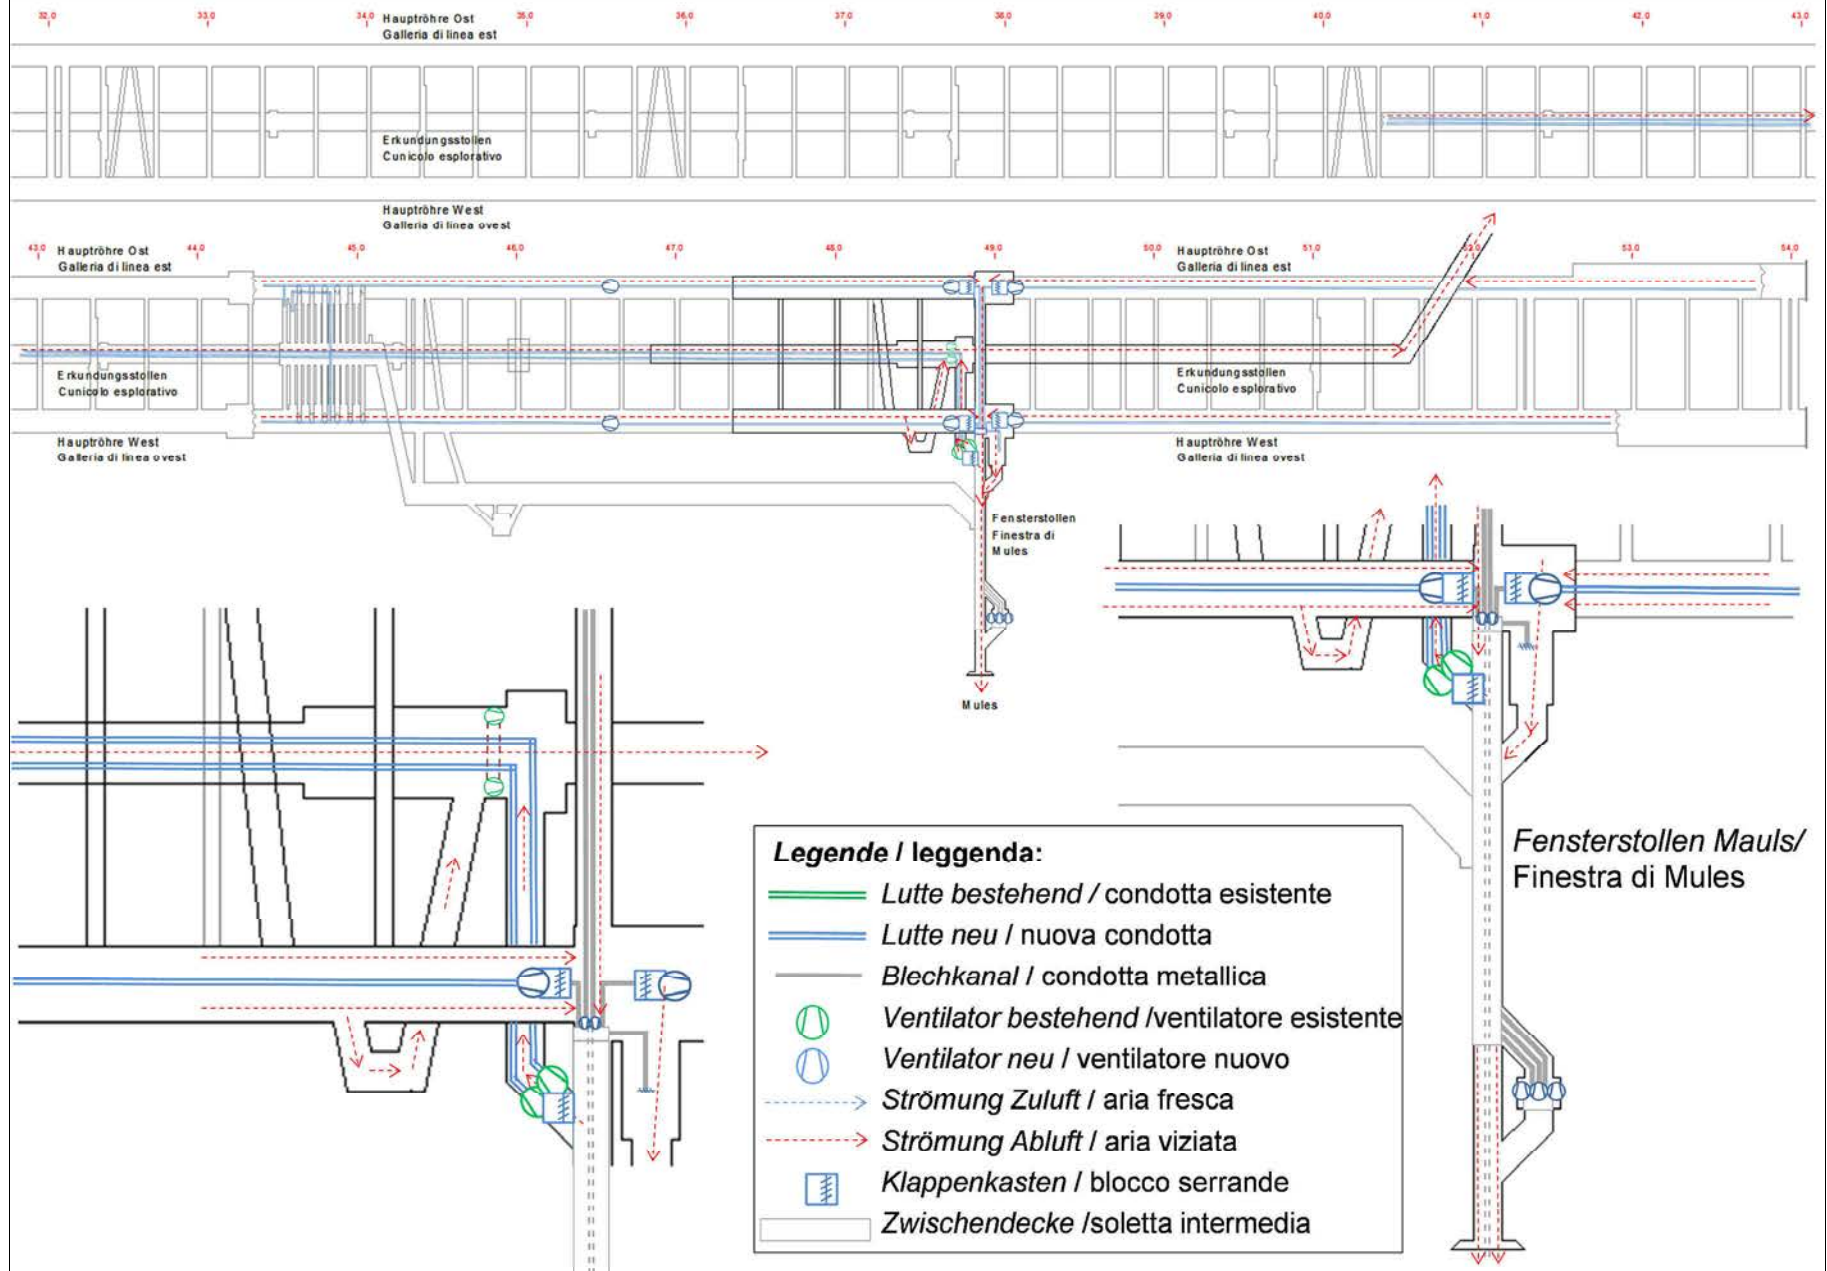 32,0 33,0 34,0 35,0 36,0 37,0 38,0 39,0 40,0 41,0 42,0 43,0
Hauptröhre Ost
Galleria di linea est
Erkundungsstollen
Cunicolo esplorativo
Hauptröhre West
Galleria di linea ovest
43,0 44,0 45,0 46,0 47,0 48,0 49,0 50,0 51,0 52,0 53,0 54,0
Hauptröhre Ost
Galleria di linea est
Hauptröhre Ost
Galleria di linea est
Erkundungsstollen
Cunicolo esplorativo
Erkundungsstollen
Cunicolo esplorativo
Hauptröhre West
Galleria di linea ovest
Hauptröhre West
Galleria di linea ovest
Fensterstollen
Finestra di
Mules
Mules
Fensterstollen Mauls/
Finestra di Mules
Legende / leggenda:
Lutte bestehend / condotta esistente
Lutte neu / nuova condotta
Blechkanal / condotta metallica
Ventilator bestehend /ventilatore esistente
Ventilator neu / ventilatore nuovo
Strömung Zuluft / aria fresca
Strömung Abluft / aria viziata
Klappenkasten / blocco serrande
Zwischendecke /soletta intermedia